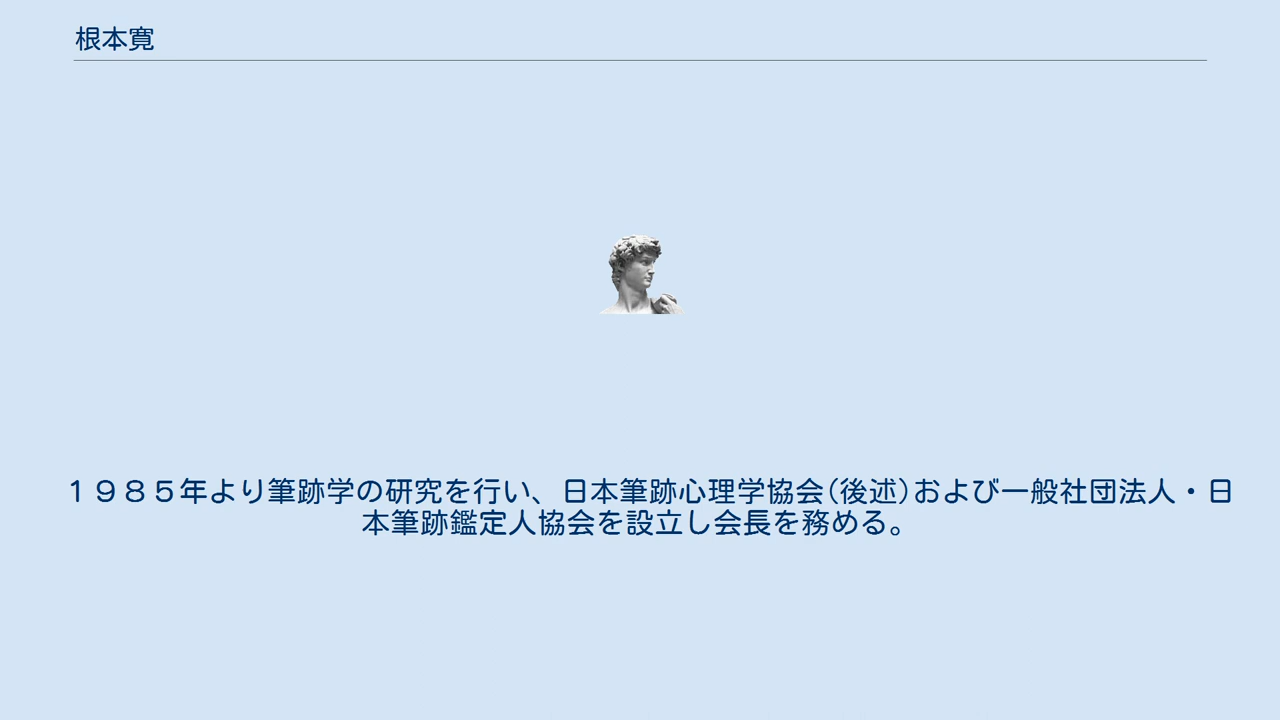 根本寛
１９８５年より筆跡学の研究を行い、日本筆跡心理学協会(後述)および一般社団法人・日
本筆跡鑑定人協会を設立し会長を務める。